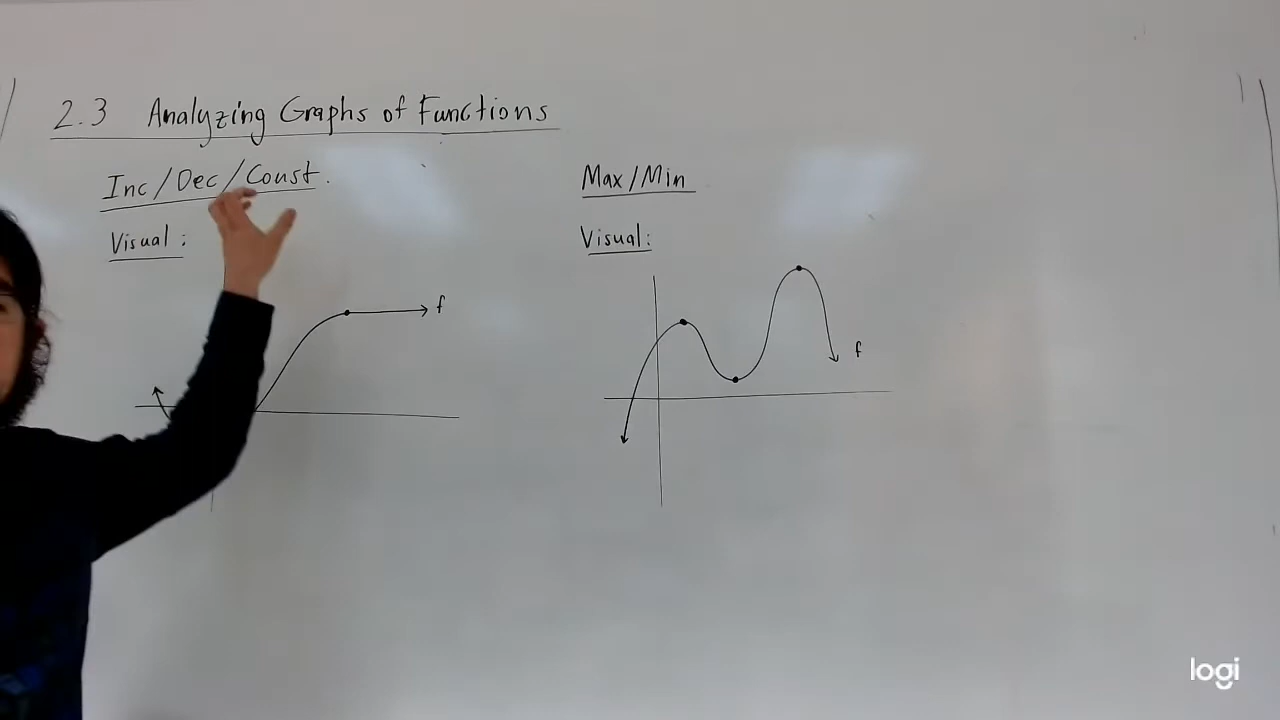 2.3 Analyzing Graphs of Functions
Inc/Dec/Const.
Visual:
f
Max/Min
Visual:
f
logi